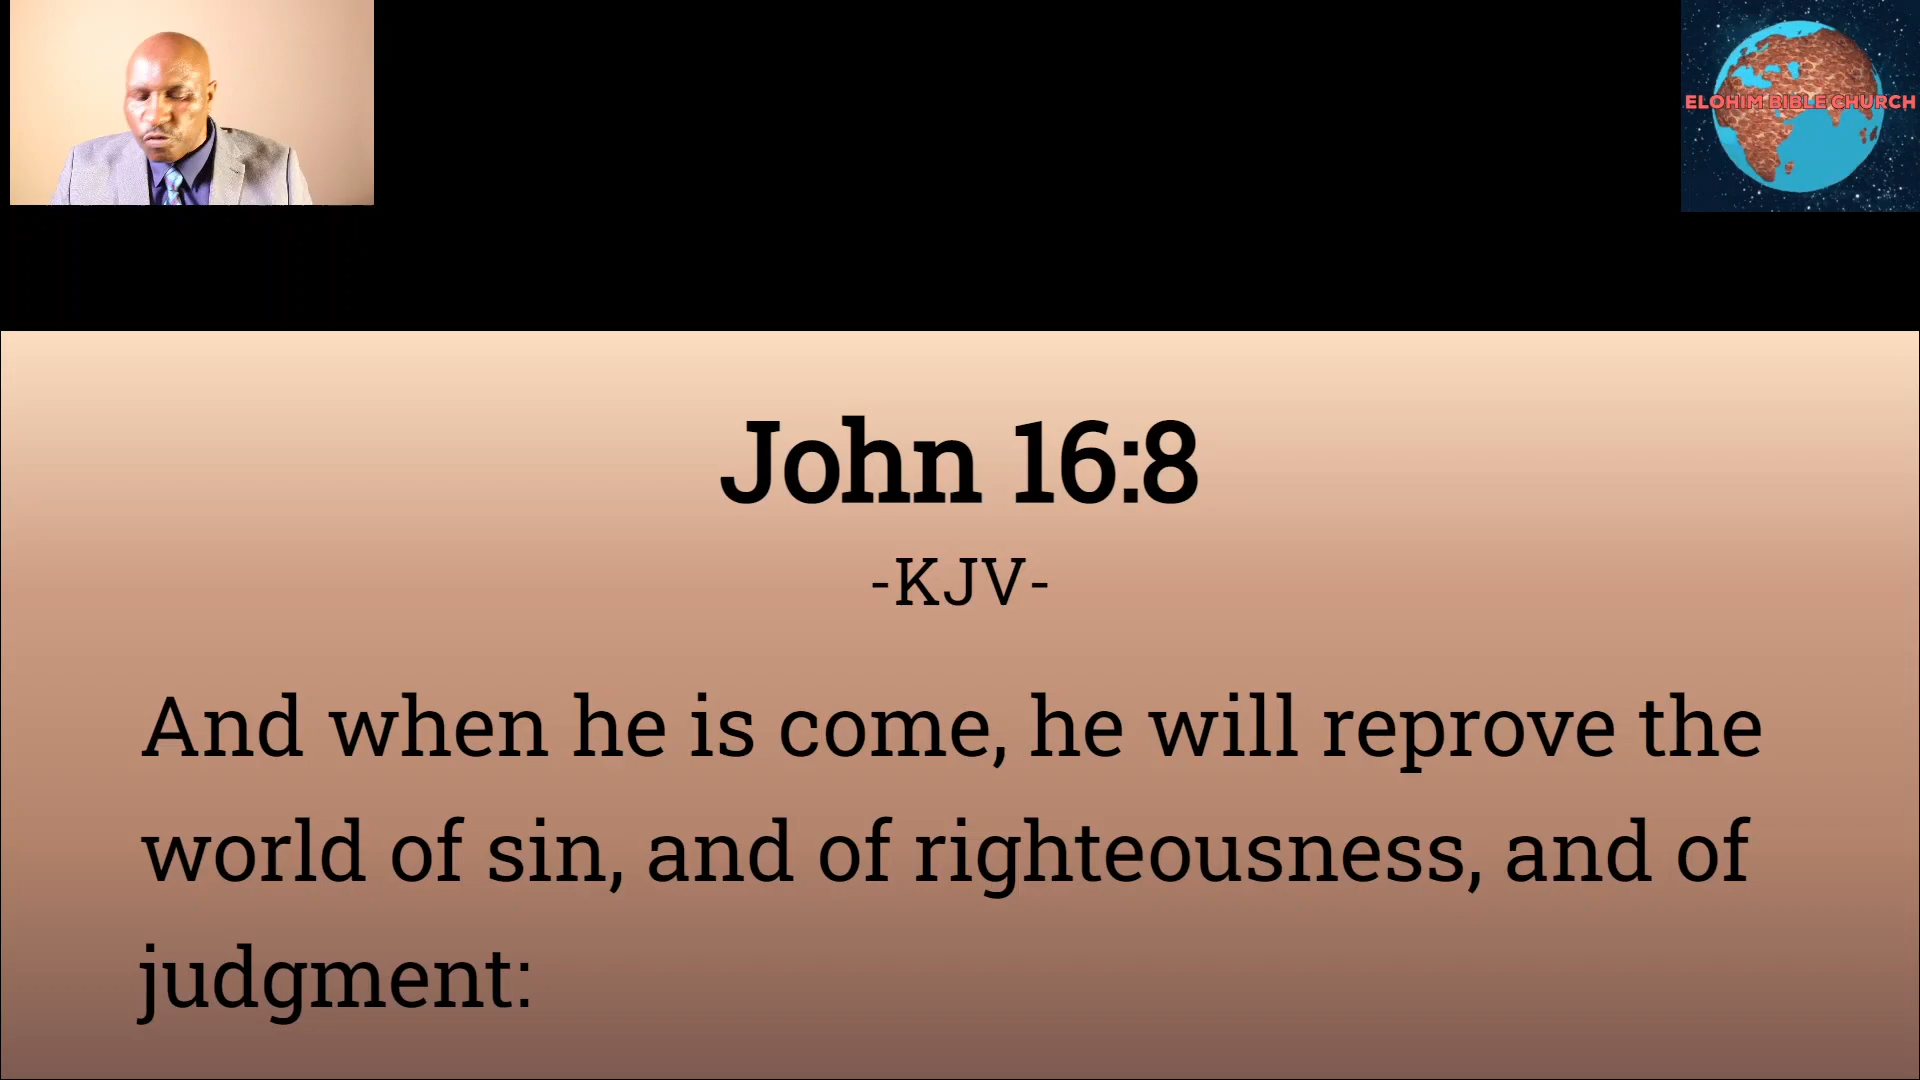 ELOHIM BIBLE CHURCH
John 16:8
-KJV-
And when he is come, he will reprove the
world of sin, and of righteousness, and of
judgment: